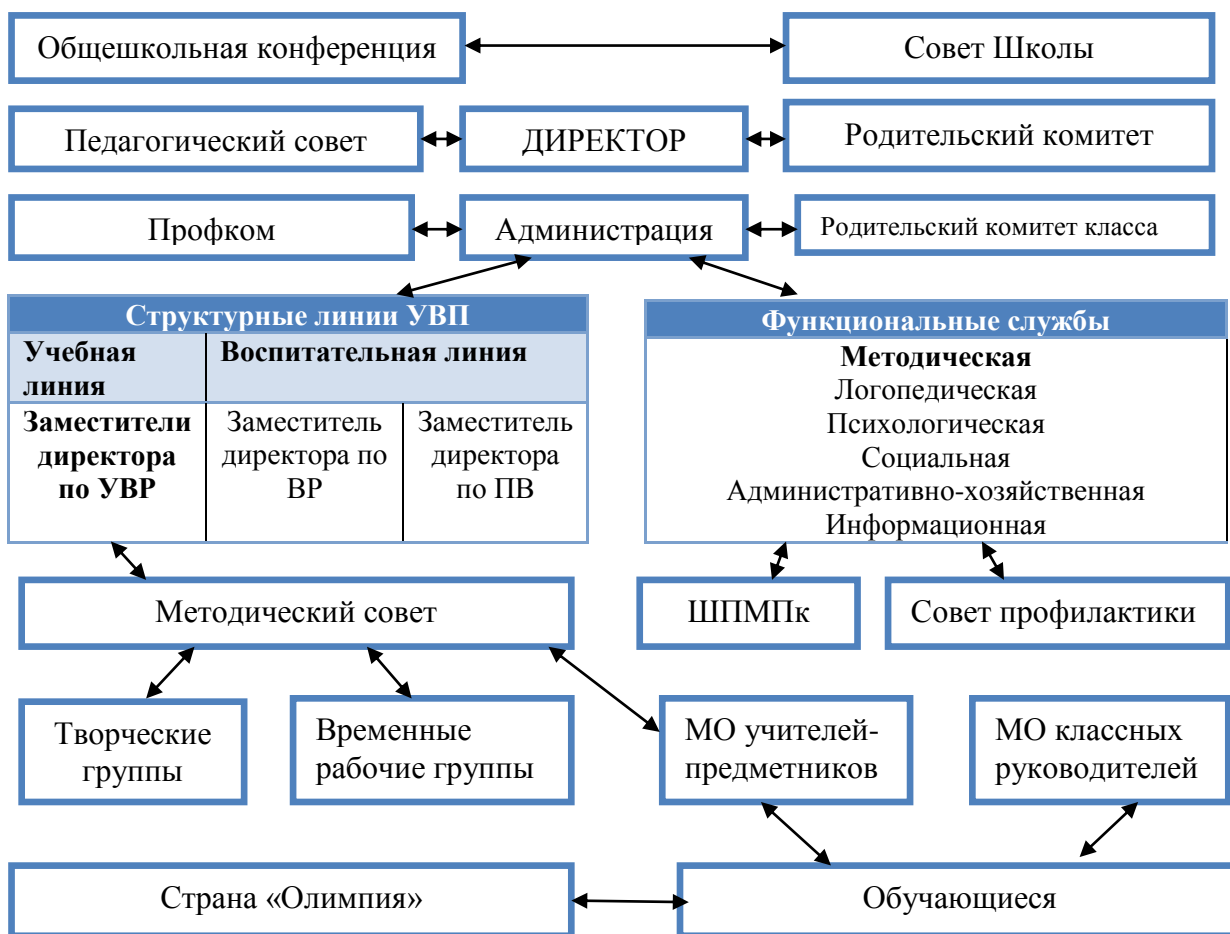 Общешкольная конференция
Совет Школы
Педагогический совет
ДИРЕКТОР
Родительский комитет
Профком
Администрация
Родительский комитет класса
Структурные линии УВП
Учебная
линия
Воспитательная линия
Заместители
директора
по УВР
Заместитель
директора по
ВР
Заместитель
директора
по ПВ
Функциональные службы
Методическая
Логопедическая
Психологическая
Социальная
Административно-хозяйственная
Информационная
Методический совет
ШПМПк
Совет профилактики
Творческие
группы
Временные
рабочие группы
МО учителей-
предметников
МО классных
руководителей
Страна «Олимпия»
Обучающиеся